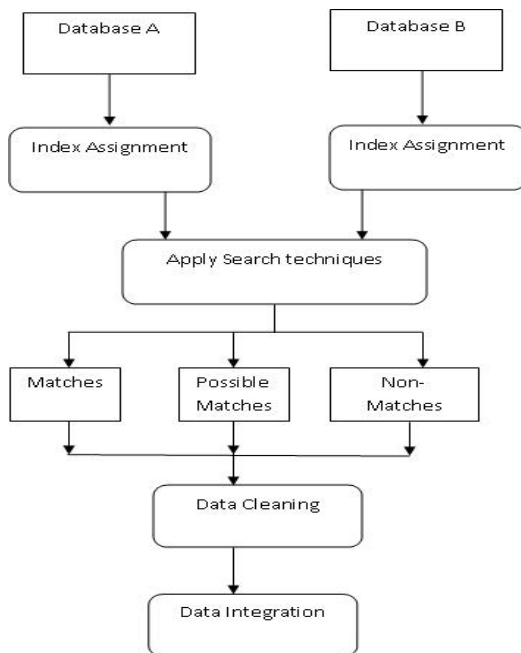 Database A
Database B
Index Assignment
Index Assignment
Apply Search techniques
Matches
Possible
Matches
Non-
Matches
Data Cleaning
Data Integration